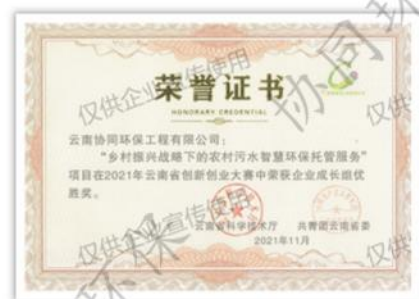 荣誉证书
HONORARY CREDENTIAL
云南协同环保工程有限公司：
“乡村振兴战略下的农村污水智慧环保托管服务”
项目在2021年云南省创新创业大赛中荣获企业成长组优
胜奖。
云南省科学技术厅 共青团云南省委
2021年11月
仅供企业宣传使用
仅供企业宣传使用
协同环